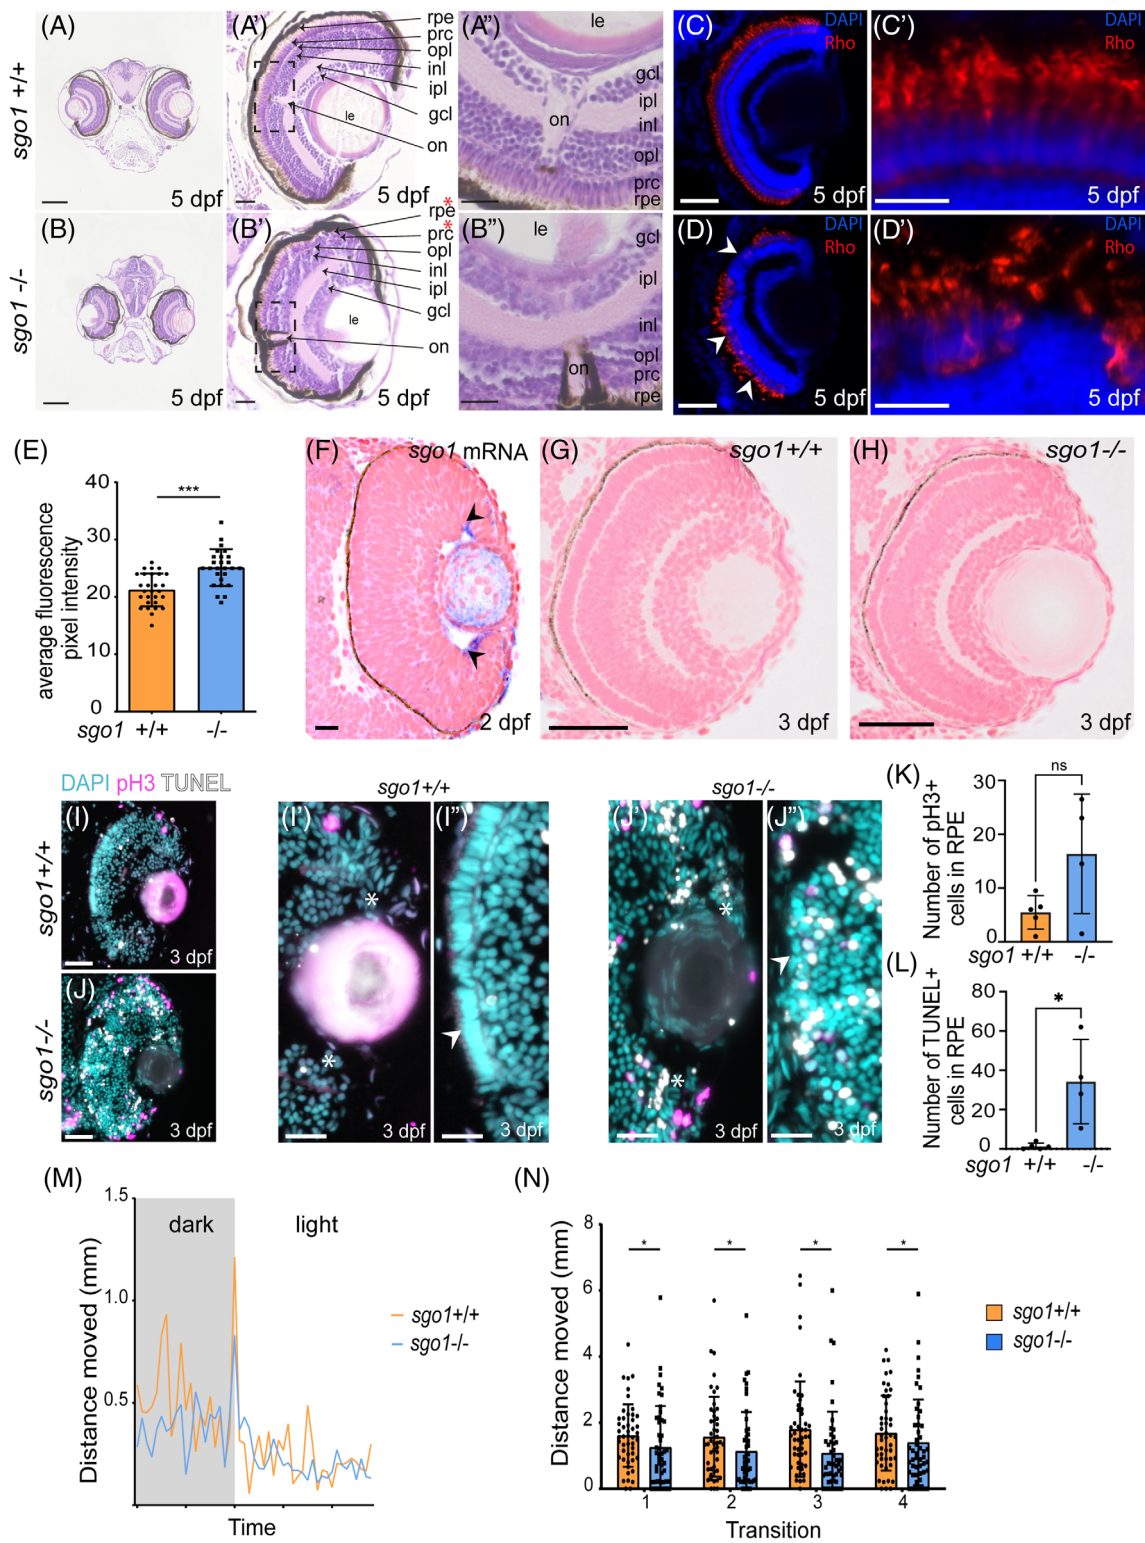 (A)
sgo1 +/+
5 dpf
(A')
rpe
prc
opl
inl
ipl
gcl
le
on
5 dpf
(A'')
le
gcl
ipl
on
inl
opl
prc
rpe
(C)
DAPI
Rho
5 dpf
(C')
DAPI
Rho
5 dpf
(B)
sgo1 -/-
5 dpf
(B')
*
rpe
*
prc
opl
inl
ipl
gcl
le
on
5 dpf
(B'')
le
gcl
ipl
inl
opl
on
prc
rpe
(D)
DAPI
Rho
5 dpf
(D')
DAPI
Rho
5 dpf
(E)
average fluorescence
pixel intensity
40
30
20
10
0
***
sgo1 +/+ -/-
(F)
sgo1 mRNA
2 dpf
(G)
sgo1+/+
3 dpf
(H)
sgo1-/-
3 dpf
DAPI pH3 TUNEL
(I)
sgo1+/+
3 dpf
(J)
sgo1-/-
3 dpf
sgo1+/+
(I')
*
*
3 dpf
(I'')
sgo1-/-
(J')
*
*
3 dpf
(J'')
(K)
Number of pH3+
cells in RPE
30
20
10
0
ns
sgo1 +/+ -/-
(L)
Number of TUNEL+
cells in RPE
80
60
40
20
0
*
sgo1 +/+ -/-
(M)
Distance moved (mm)
1.5
1.0
0.5
dark
light
Time
sgo1+/+
sgo1-/-
(N)
Distance moved (mm)
8
6
4
2
0
* * * *
1 2 3 4
Transition
sgo1+/+
sgo1-/-